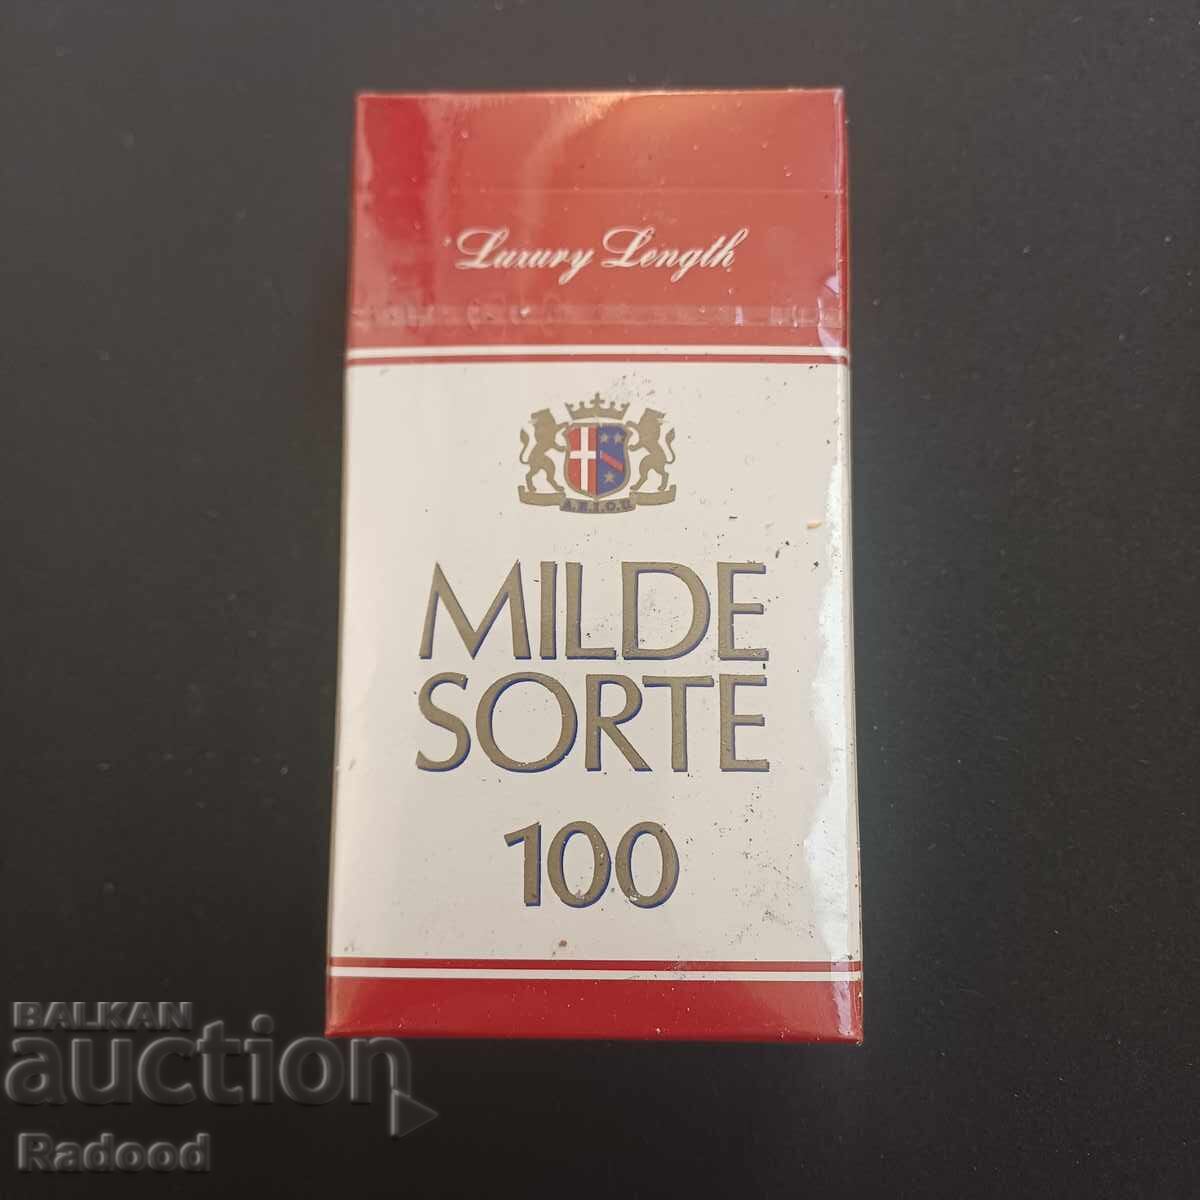 Luxury Length
A.E.I.O.U.
MILDE
SORTE
100
BALKAN
auction
Radood